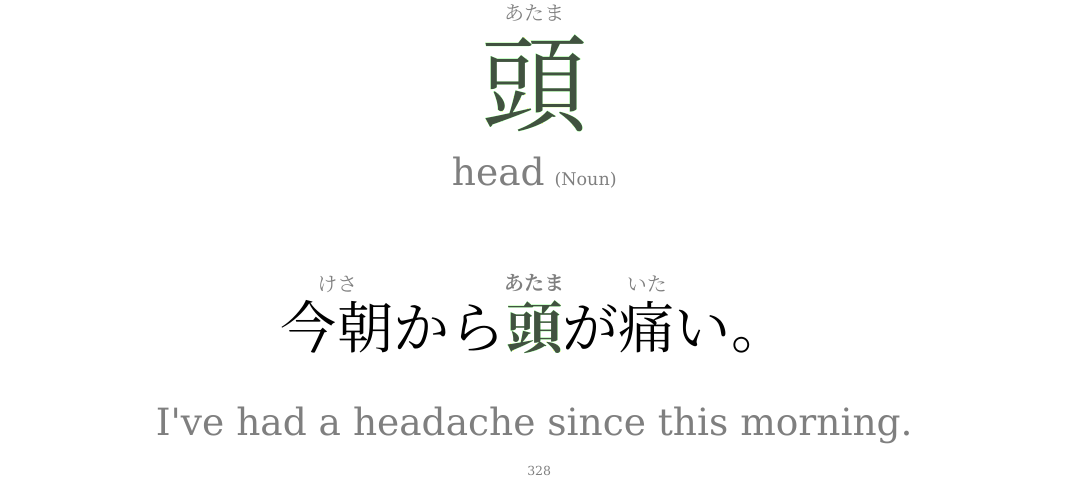 あたま
頭
head (Noun)
けさ あたま いた
今朝から頭が痛い。
I've had a headache since this morning.
328